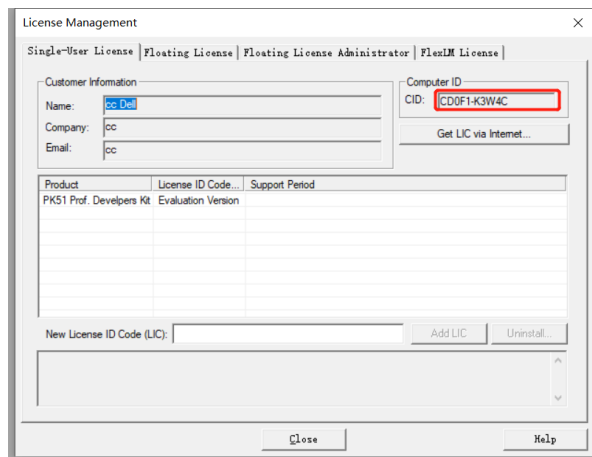 License Management
Single-User License | Floating License | Floating License Administrator | FlexLM License
Customer Information
Name: cc Dell
Company: cc
Email: cc
Computer ID
CID: CD0F1-K3W4C
Get LIC via Internet...
Product License ID Code... Support Period
PK51 Prof. Develpers Kit Evaluation Version
New License ID Code (LIC):
Add LIC
Uninstall...
Close
Help